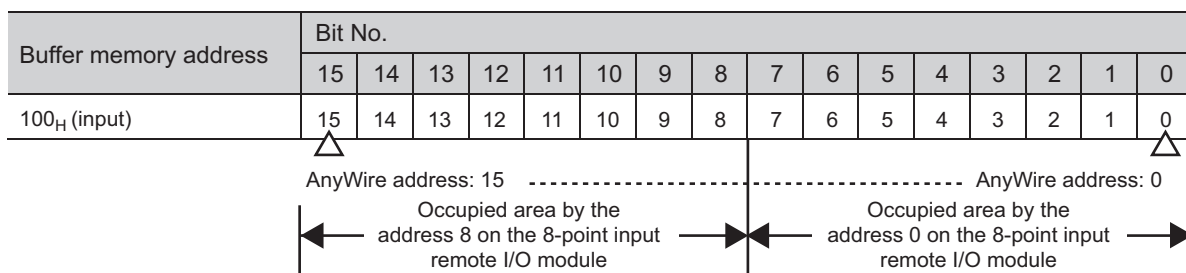 Buffer memory address
Bit No.
15 14 13 12 11 10 9 8 7 6 5 4 3 2 1 0
100H (input) 15 14 13 12 11 10 9 8 7 6 5 4 3 2 1 0
AnyWire address: 15 AnyWire address: 0
Occupied area by the
address 8 on the 8-point input
remote I/O module
Occupied area by the
address 0 on the 8-point input
remote I/O module